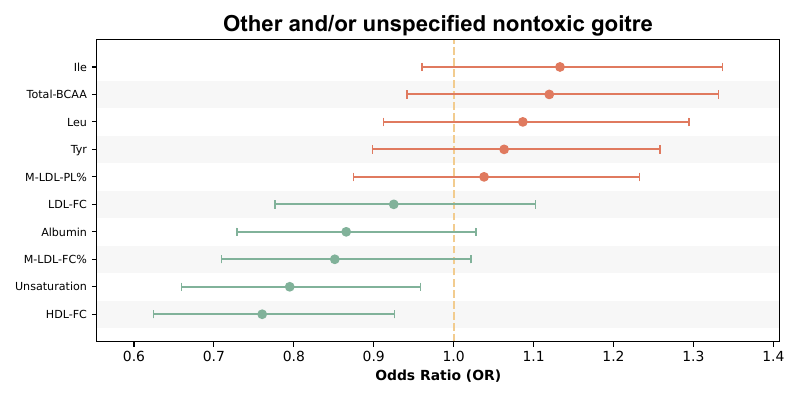 Other and/or unspecified nontoxic goitre
Ile
Total-BCAA
Leu
Tyr
M-LDL-PL%
LDL-FC
Albumin
M-LDL-FC%
Unsaturation
HDL-FC
0.6 0.7 0.8 0.9 1.0 1.1 1.2 1.3 1.4
Odds Ratio (OR)